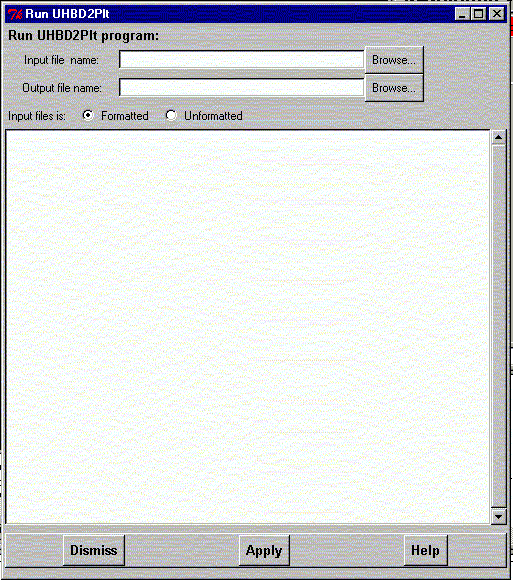 Run UHBD2Plt
Run UHBD2Plt program:
Input file name: Browse...
Output file name: Browse...
Input files is: Formatted Unformatted
Dismiss Apply Help